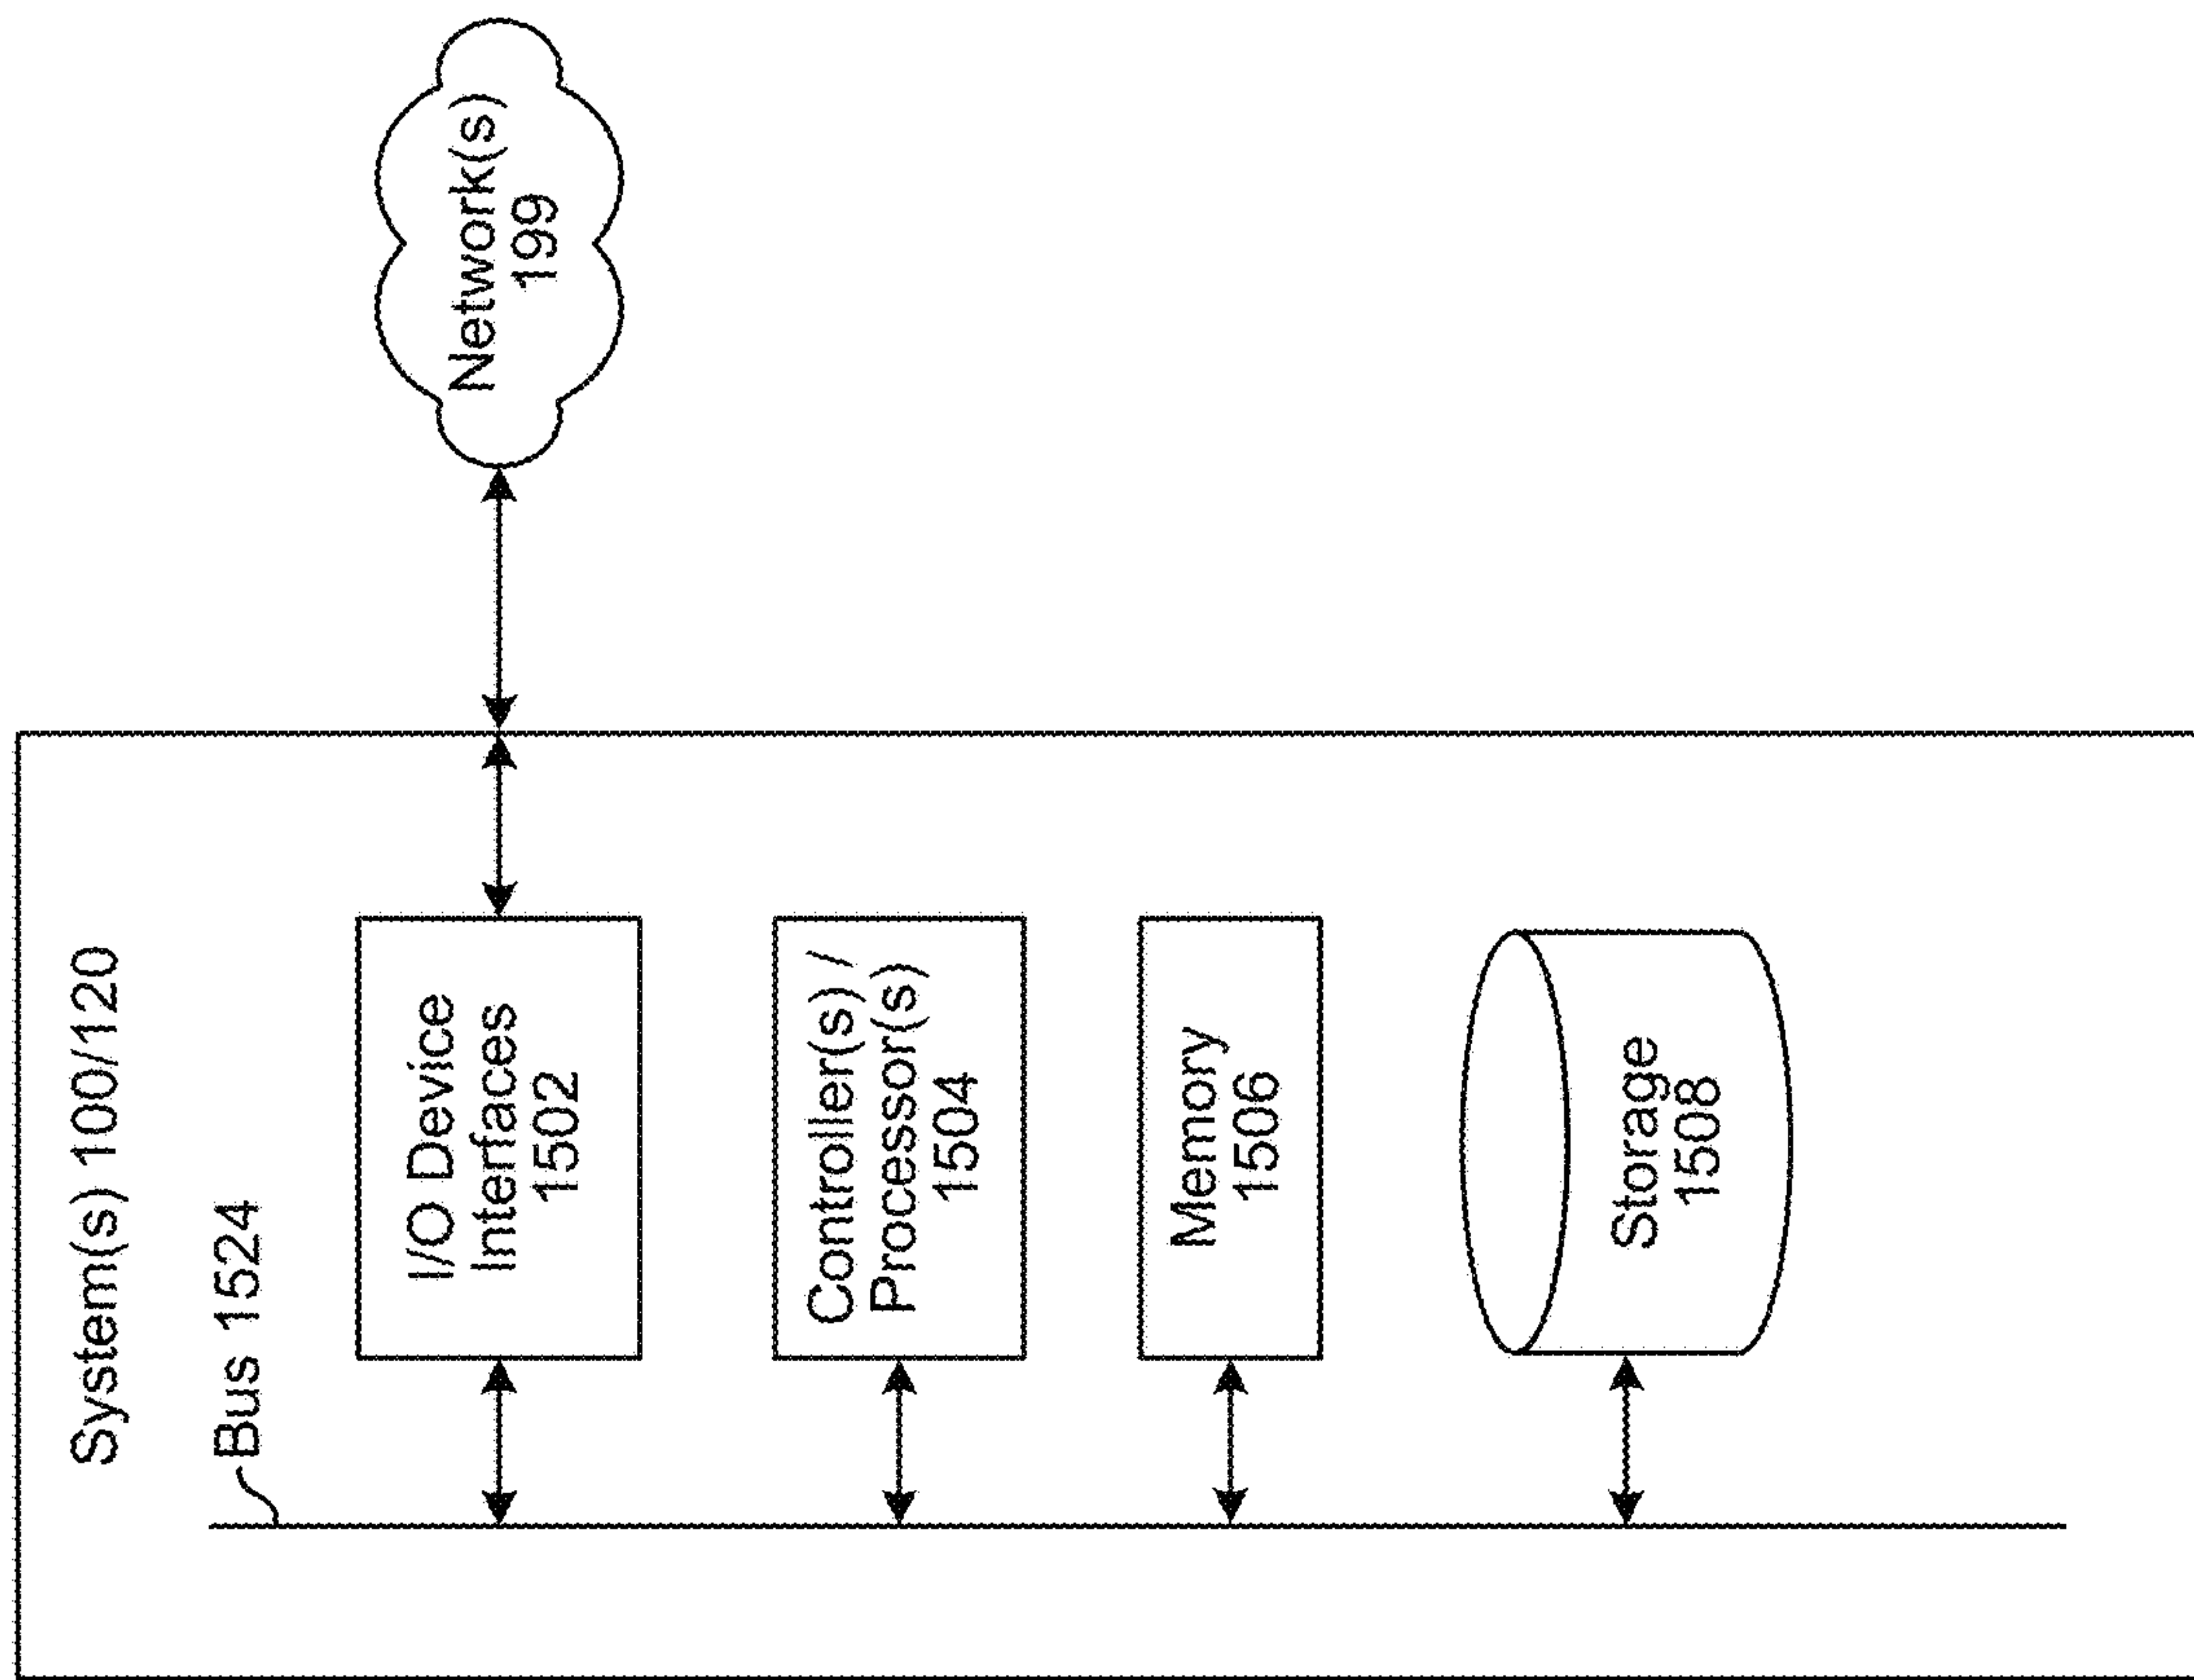 System(s) 100/120
Bus 1524
I/O Device
Interfaces
1502
Network(s)
199
Controller(s) /
Processor(s)
1504
Memory
1506
Storage
1508